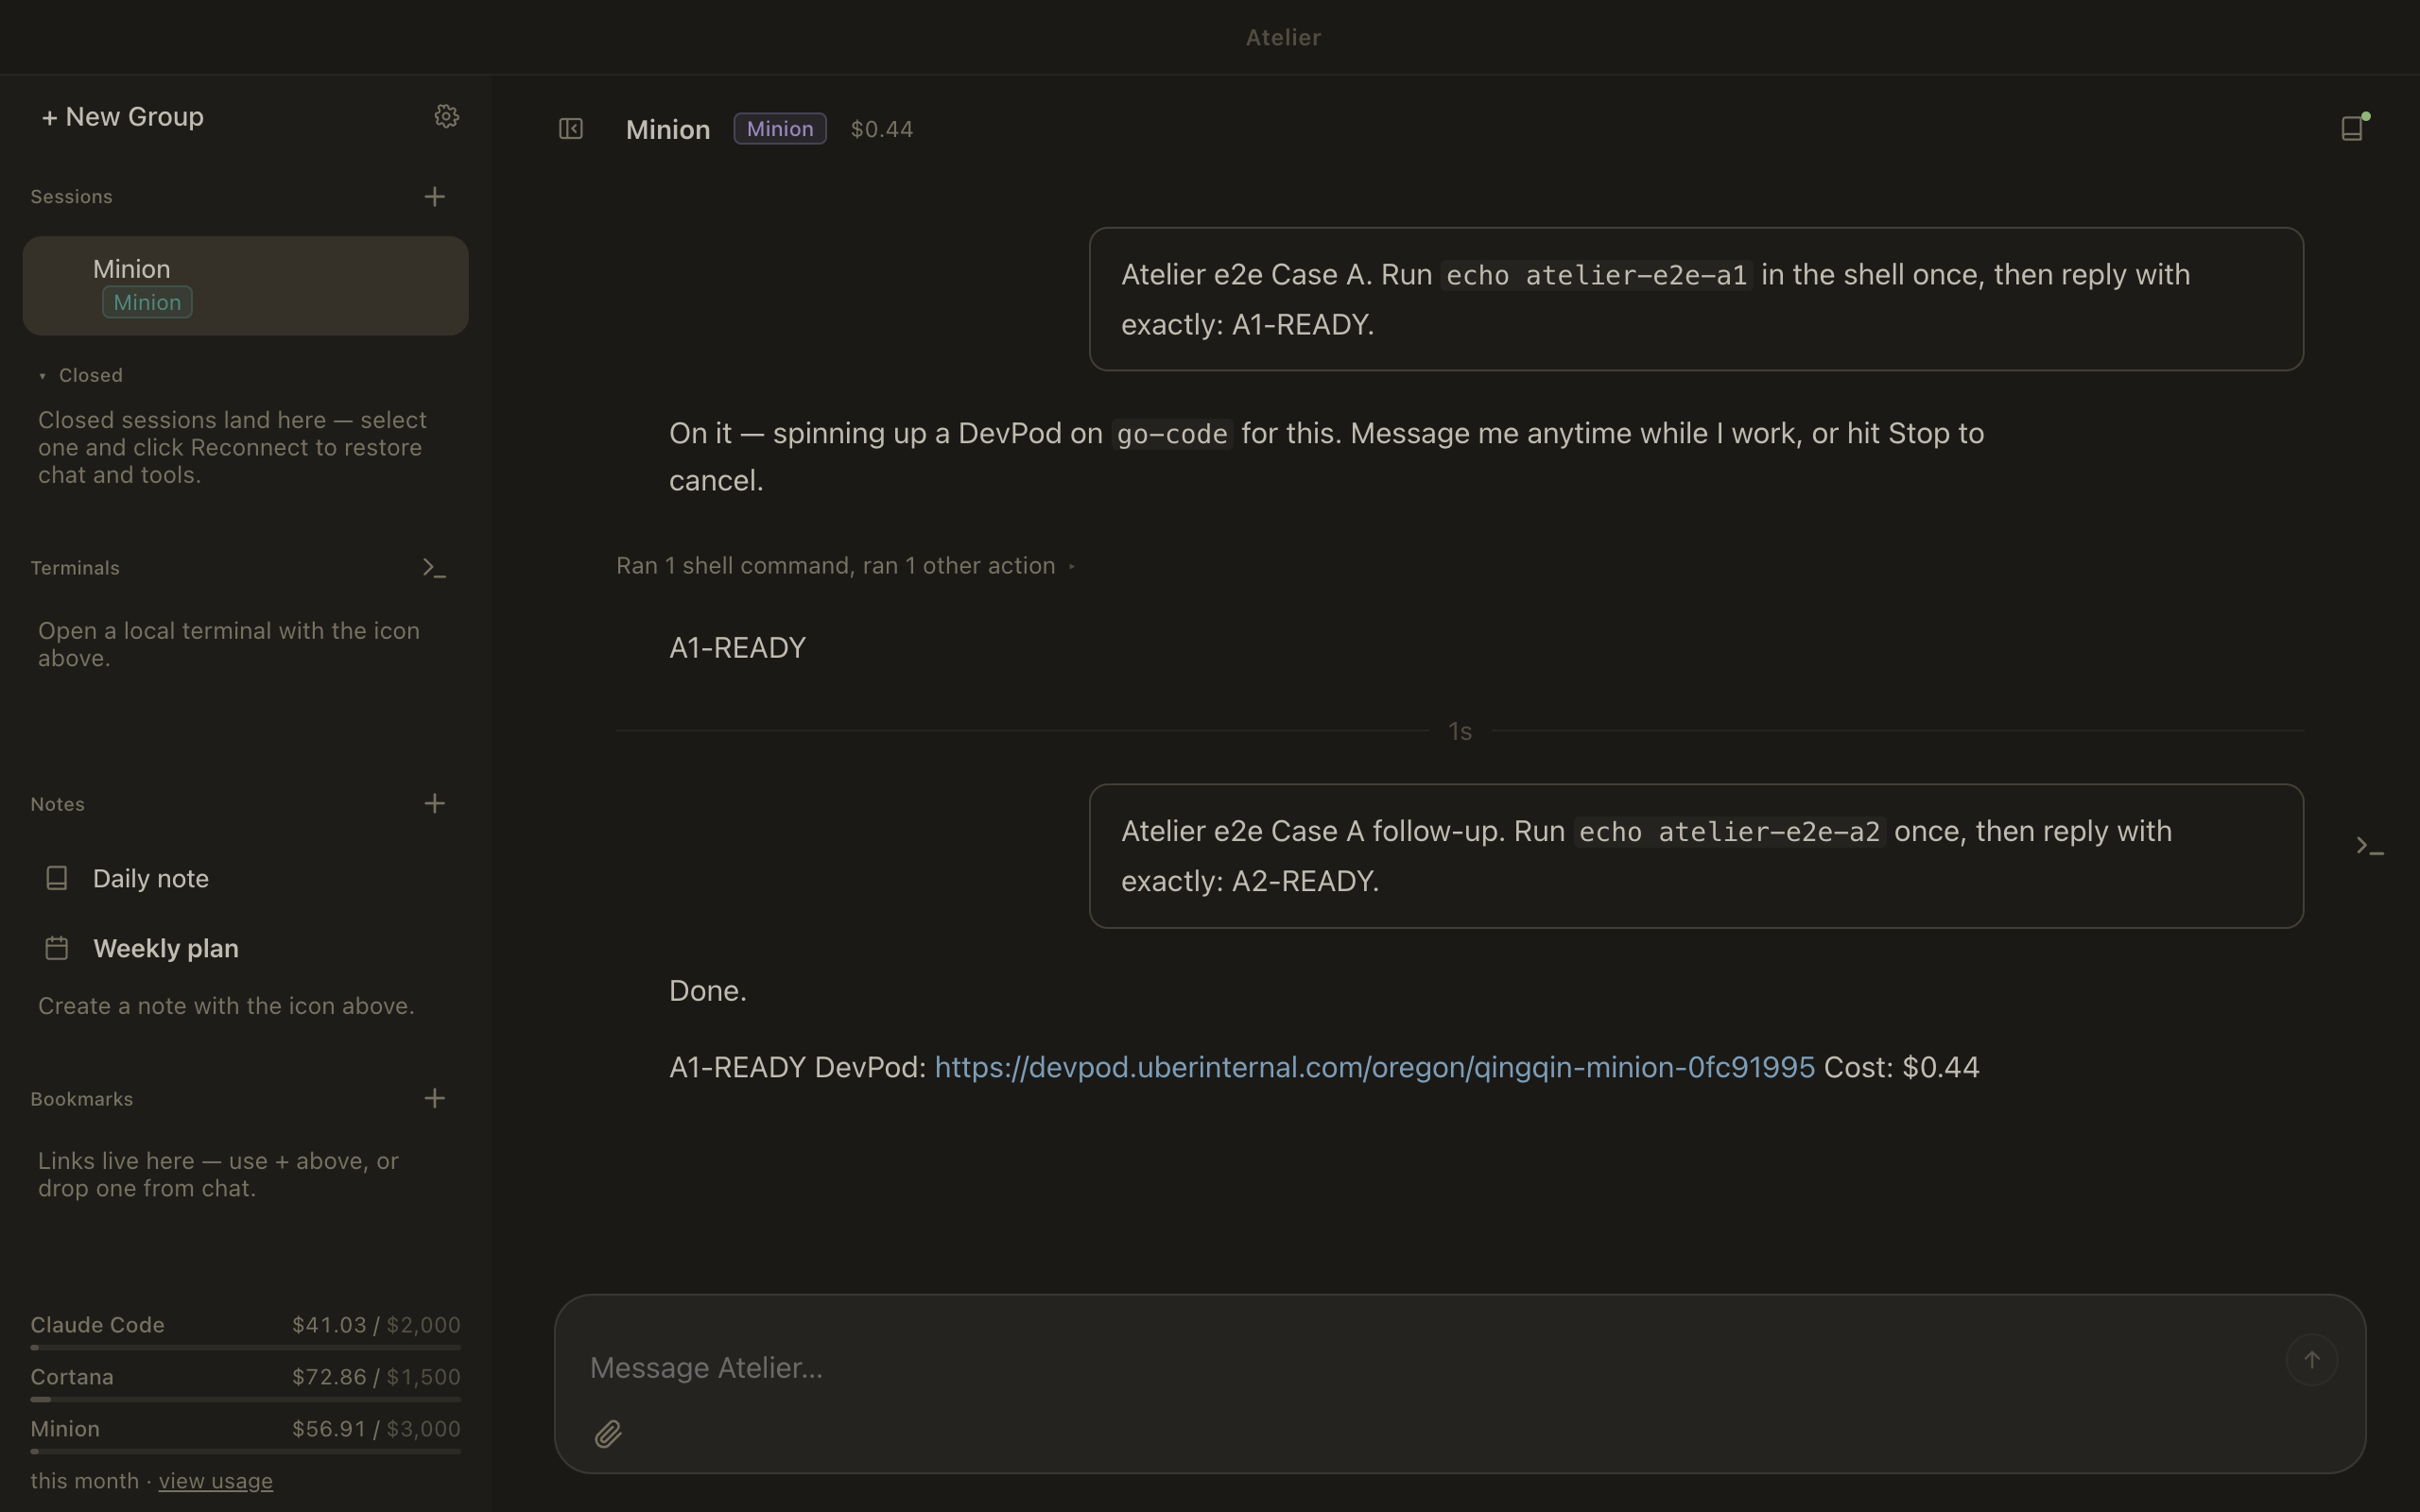 Atelier
+ New Group
Sessions
Minion
Minion
Closed
Closed sessions land here — select
one and click Reconnect to restore
chat and tools.
Terminals
Open a local terminal with the icon
above.
Notes
Daily note
Weekly plan
Create a note with the icon above.
Bookmarks
Links live here — use + above, or
drop one from chat.
Claude Code $41.03 / $2,000
Cortana $72.86 / $1,500
Minion $56.91 / $3,000
this month · view usage
Minion Minion $0.44
Atelier e2e Case A. Run echo atelier-e2e-a1 in the shell once, then reply with
exactly: A1-READY.
On it — spinning up a DevPod on go-code for this. Message me anytime while I work, or hit Stop to
cancel.
Ran 1 shell command, ran 1 other action
A1-READY
1s
Atelier e2e Case A follow-up. Run echo atelier-e2e-a2 once, then reply with
exactly: A2-READY.
Done.
A1-READY DevPod: https://devpod.uberinternal.com/oregon/qingqin-minion-0fc91995 Cost: $0.44
Message Atelier...